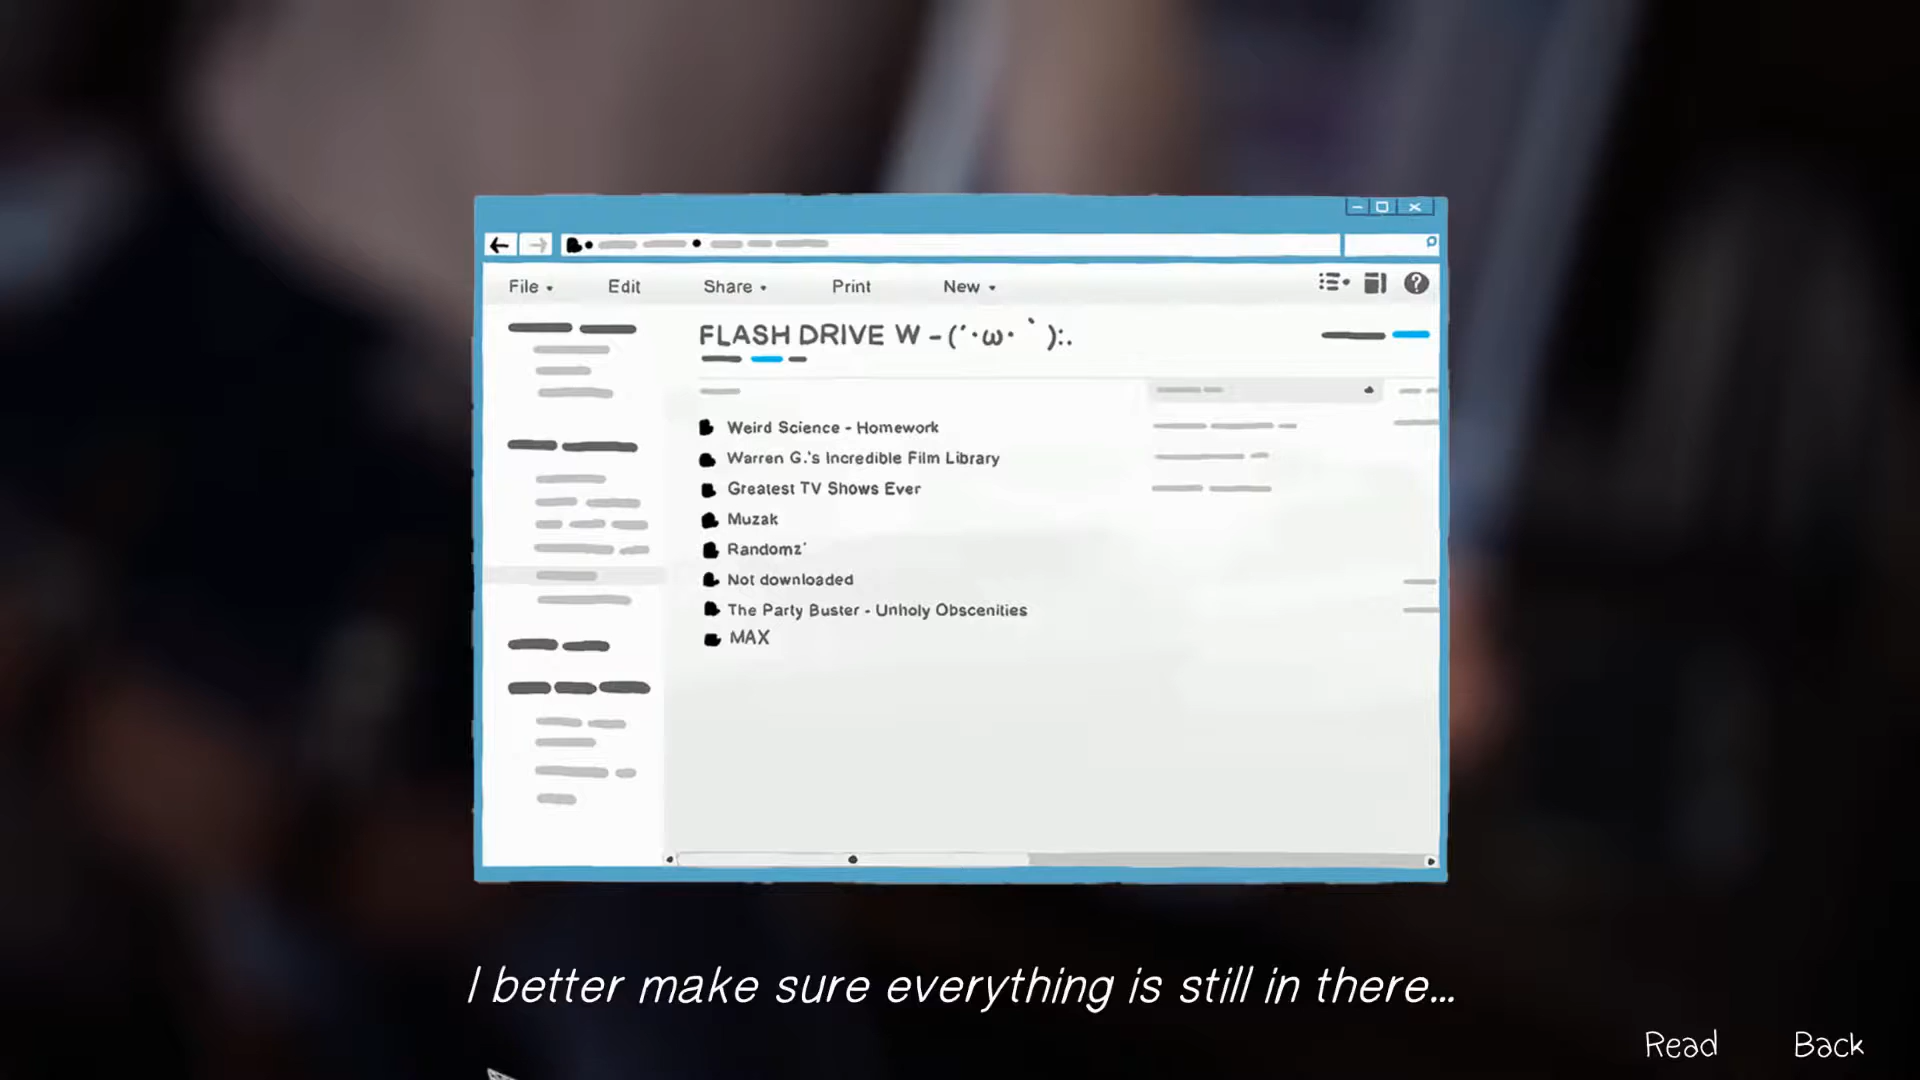 File Edit Share Print New
FLASH DRIVE W - (´･ω･｀):.
Weird Science - Homework
Warren G.'s Incredible Film Library
Greatest TV Shows Ever
Muzak
Randomz'
Not downloaded
The Party Buster - Unholy Obscenities
MAX
I better make sure everything is still in there...
Read Back